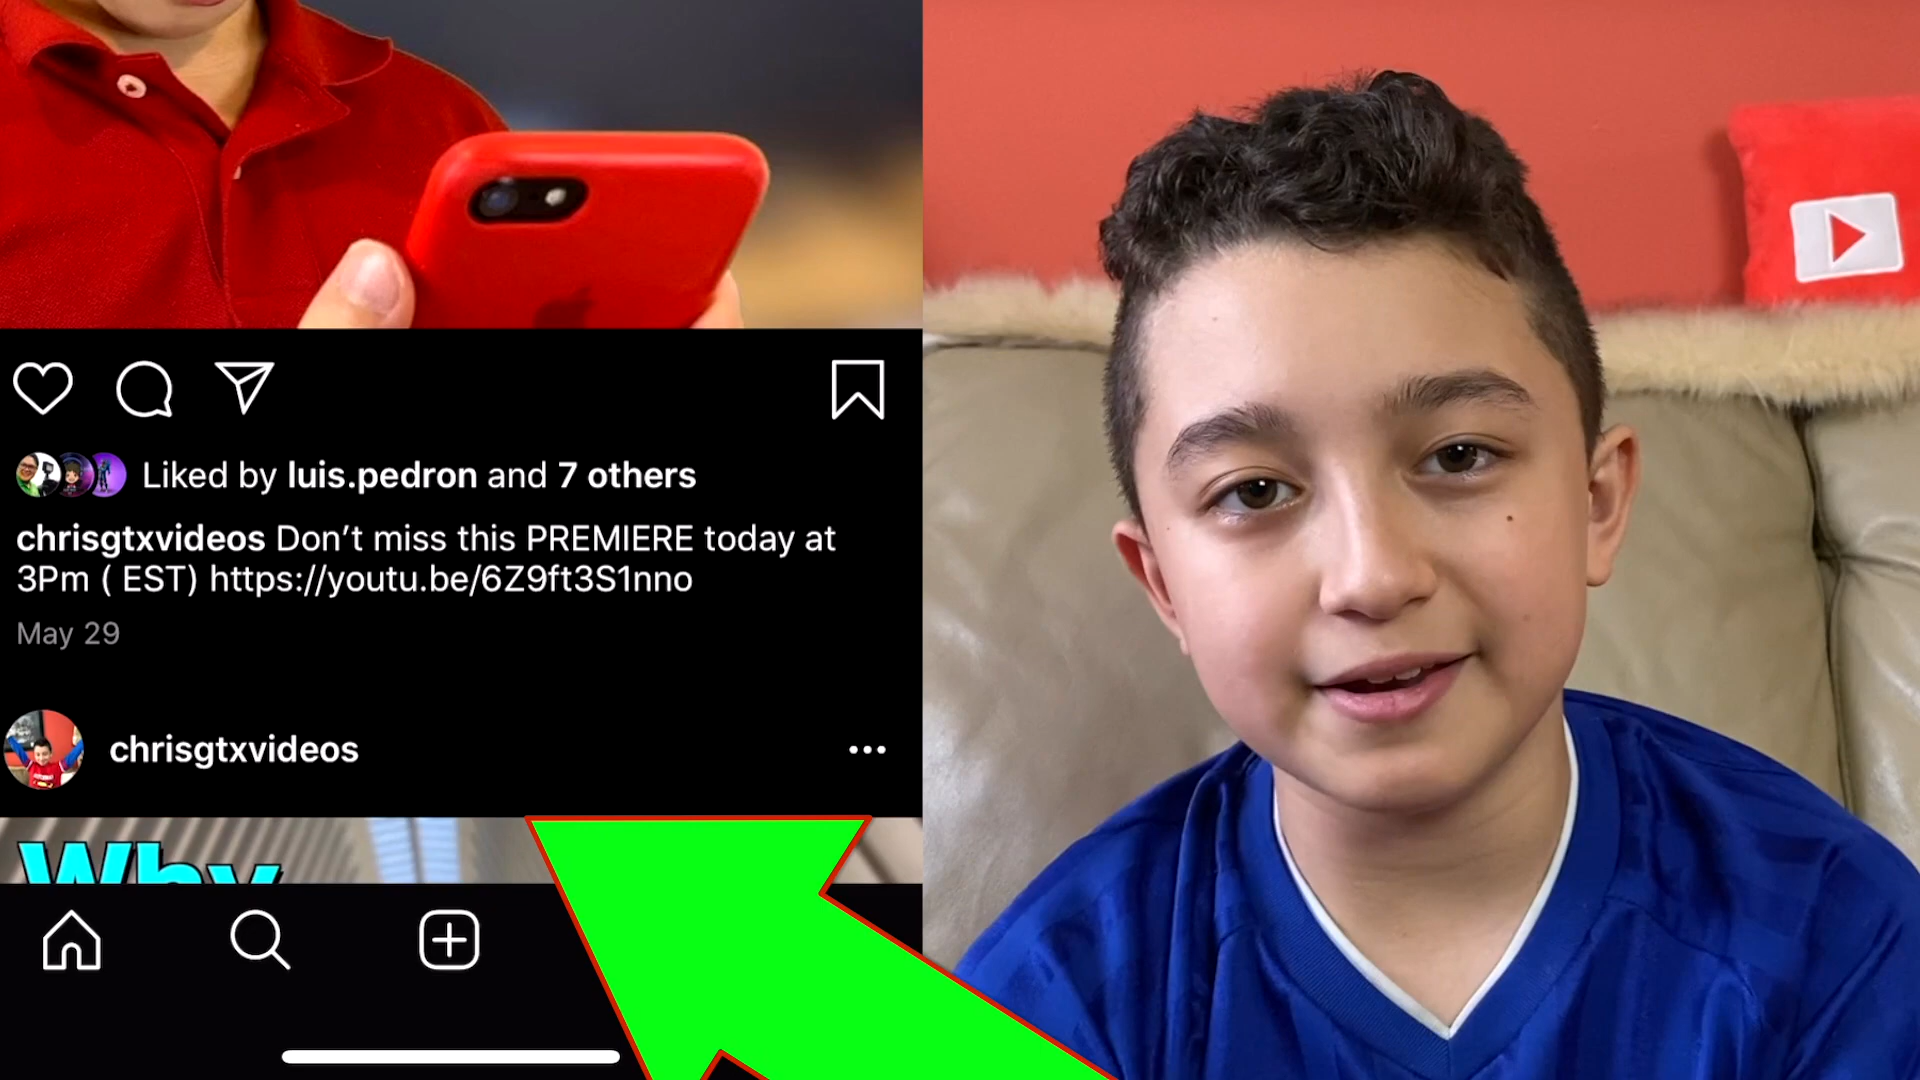 Liked by luis.pedron and 7 others
chrisgtxvideos Don’t miss this PREMIERE today at
3Pm ( EST) https://youtu.be/6Z9ft3S1nno
May 29
chrisgtxvideos
Why